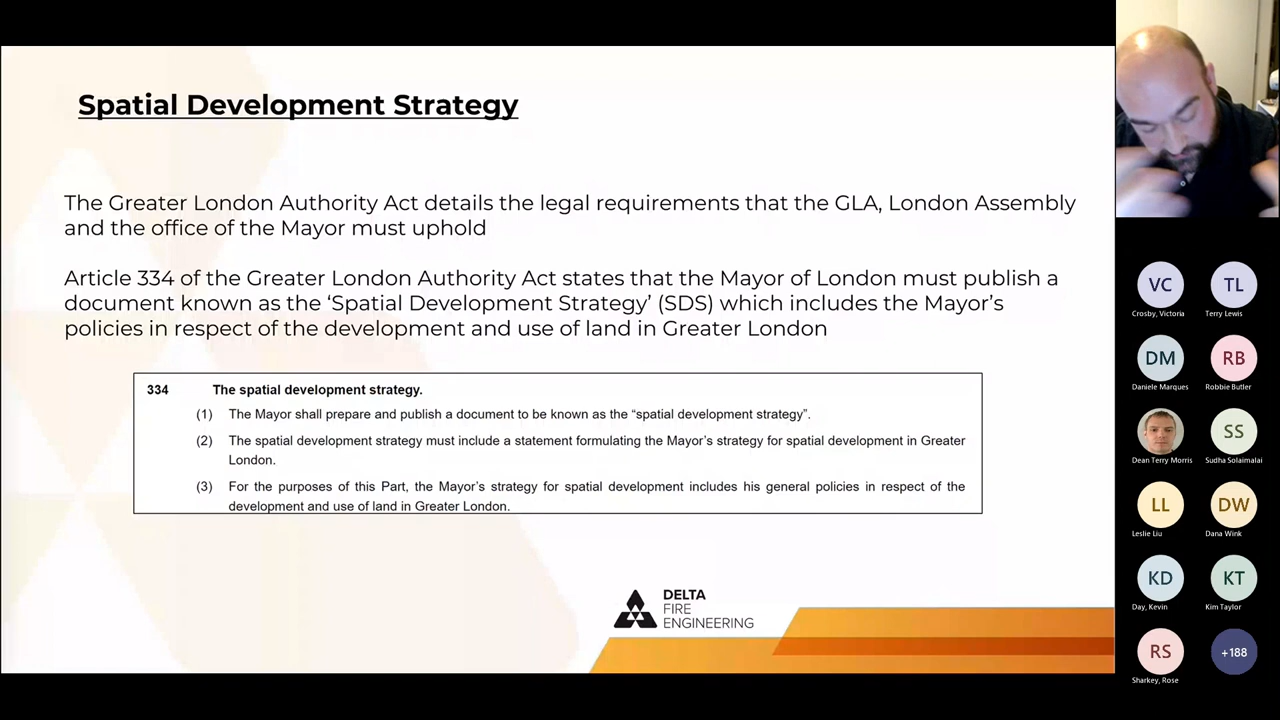 Spatial Development Strategy
The Greater London Authority Act details the legal requirements that the GLA, London Assembly
and the office of the Mayor must uphold
Article 334 of the Greater London Authority Act states that the Mayor of London must publish a
document known as the ‘Spatial Development Strategy’ (SDS) which includes the Mayor’s
policies in respect of the development and use of land in Greater London
334 The spatial development strategy.
(1) The Mayor shall prepare and publish a document to be known as the “spatial development strategy”.
(2) The spatial development strategy must include a statement formulating the Mayor’s strategy for spatial development in Greater
London.
(3) For the purposes of this Part, the Mayor’s strategy for spatial development includes his general policies in respect of the
development and use of land in Greater London.
DELTA
FIRE
ENGINEERING
VC TL
Crosby, Victoria Terry Lewis
DM RB
Daniele Marques Robbie Butler
SS
Dean Terry Morris Sudha Solaimalai
LL DW
Leslie Liu Dana Wink
KD KT
Day, Kevin Kim Taylor
RS +188
Sharkey, Rose